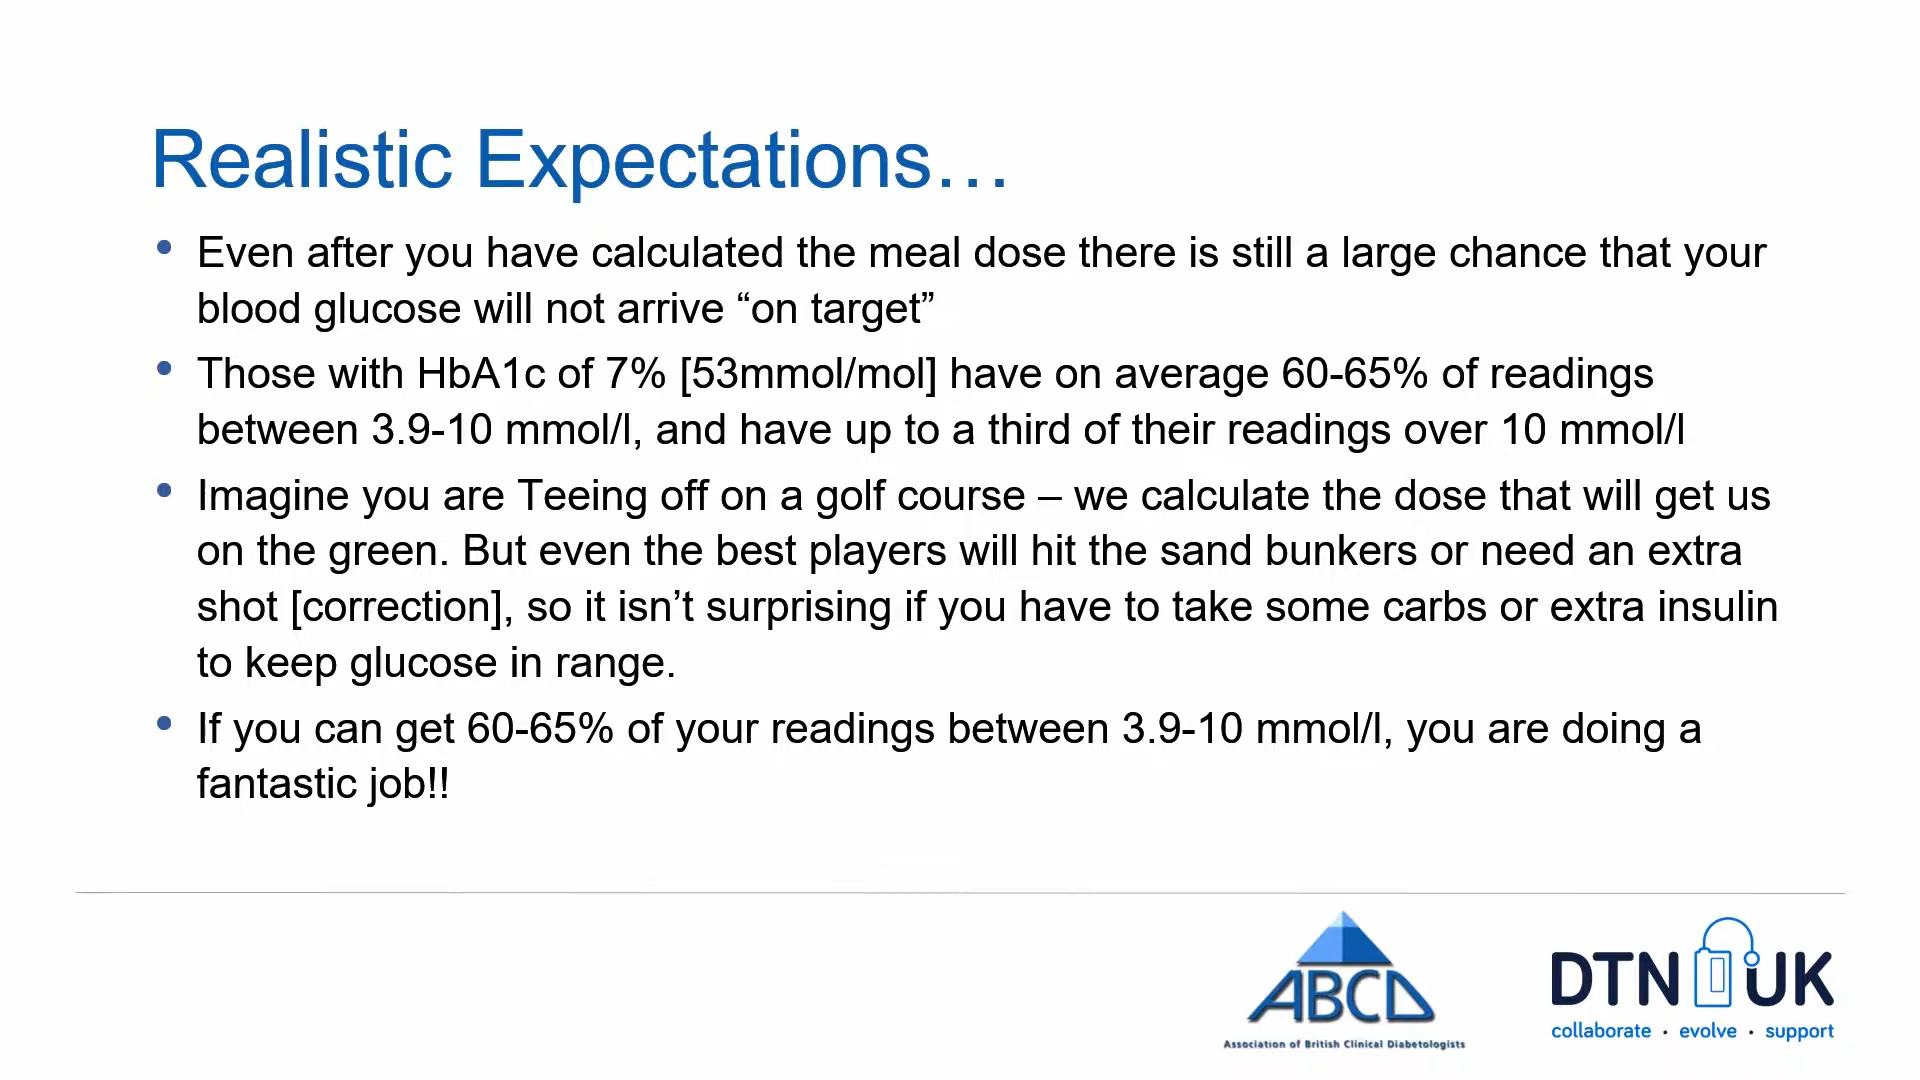 Realistic Expectations…
• Even after you have calculated the meal dose there is still a large chance that your
blood glucose will not arrive “on target”
• Those with HbA1c of 7% [53mmol/mol] have on average 60-65% of readings
between 3.9-10 mmol/l, and have up to a third of their readings over 10 mmol/l
• Imagine you are Teeing off on a golf course – we calculate the dose that will get us
on the green. But even the best players will hit the sand bunkers or need an extra
shot [correction], so it isn’t surprising if you have to take some carbs or extra insulin
to keep glucose in range.
• If you can get 60-65% of your readings between 3.9-10 mmol/l, you are doing a
fantastic job!!
ABCD
Association of British Clinical Diabetologists
DTN UK
collaborate · evolve · support